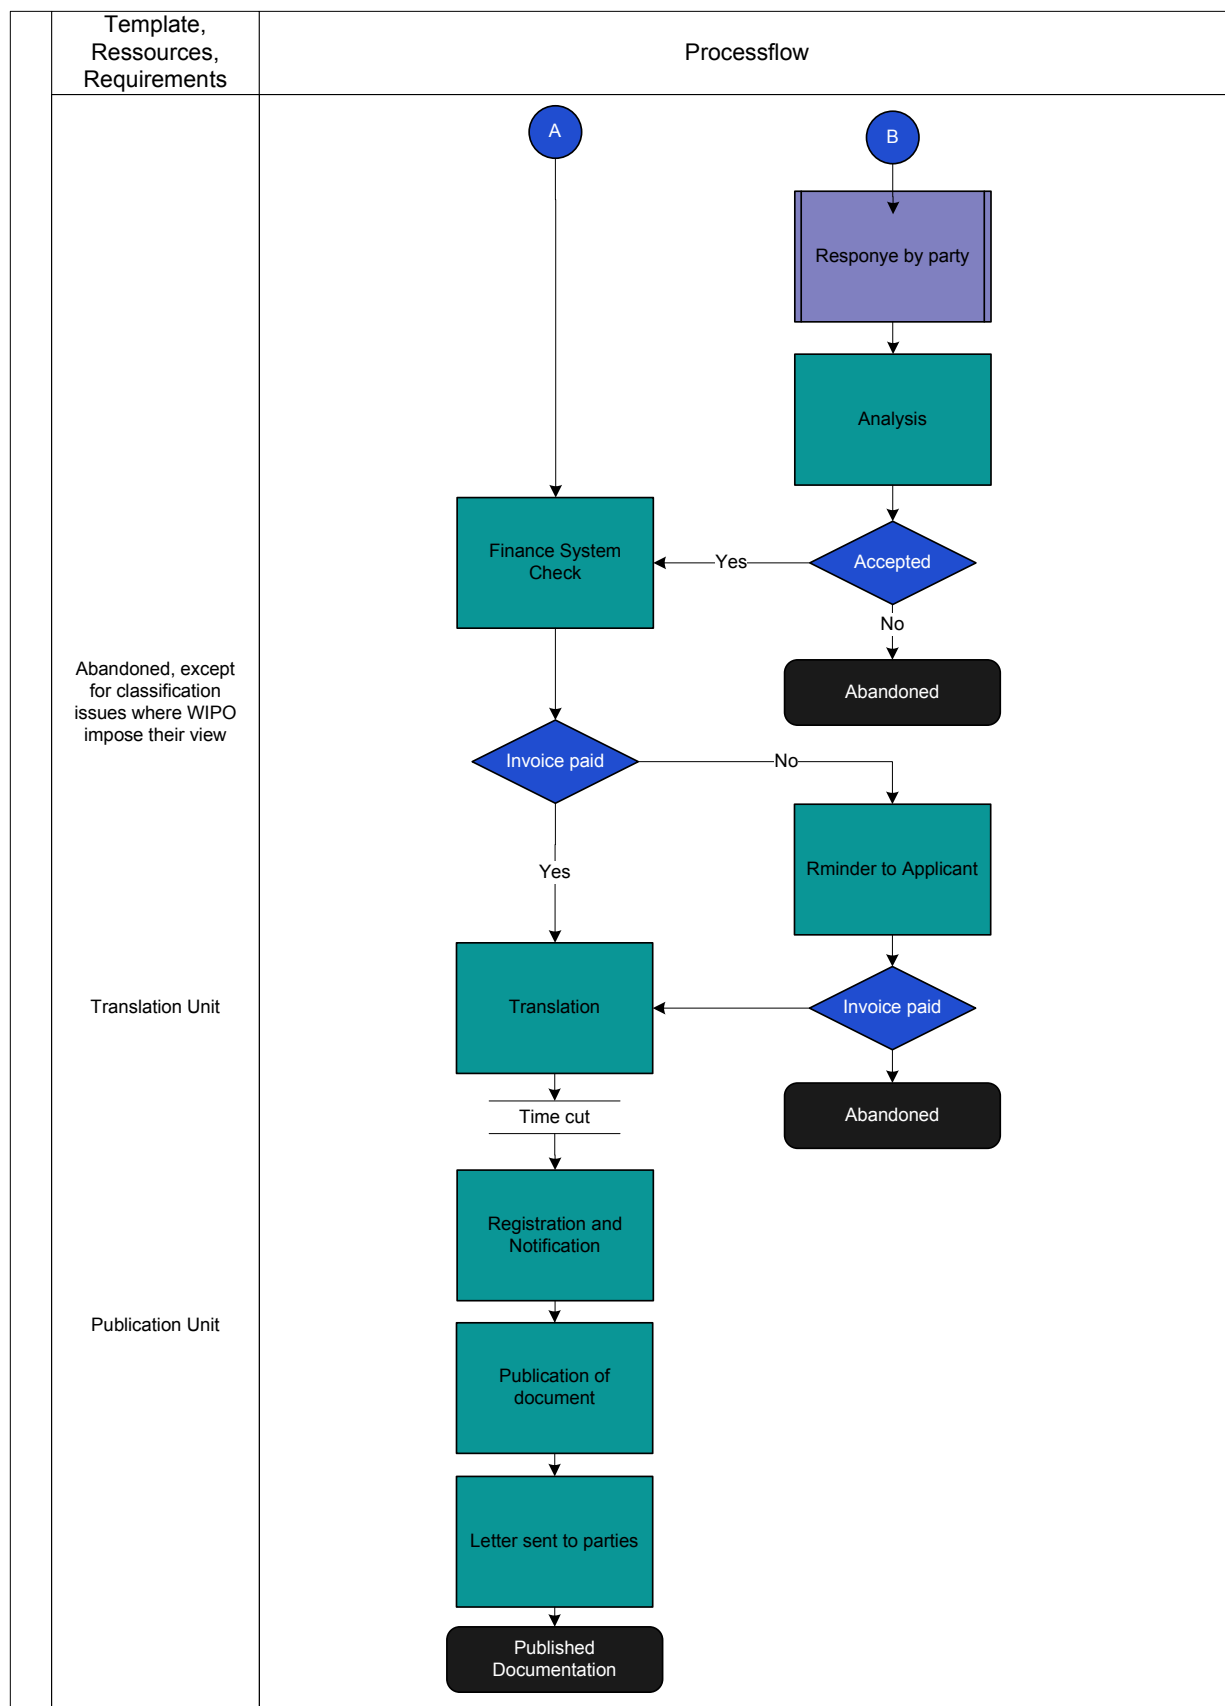 Template,
Ressources,
Requirements
Processflow
A
B
Responye by party
Analysis
Finance System
Check
Yes
Accepted
No
Abandoned, except
for classification
issues where WIPO
impose their view
Abandoned
Invoice paid
No
Yes
Rminder to Applicant
Translation Unit
Translation
Invoice paid
Time cut
Abandoned
Registration and
Notification
Publication Unit
Publication of
document
Letter sent to parties
Published
Documentation